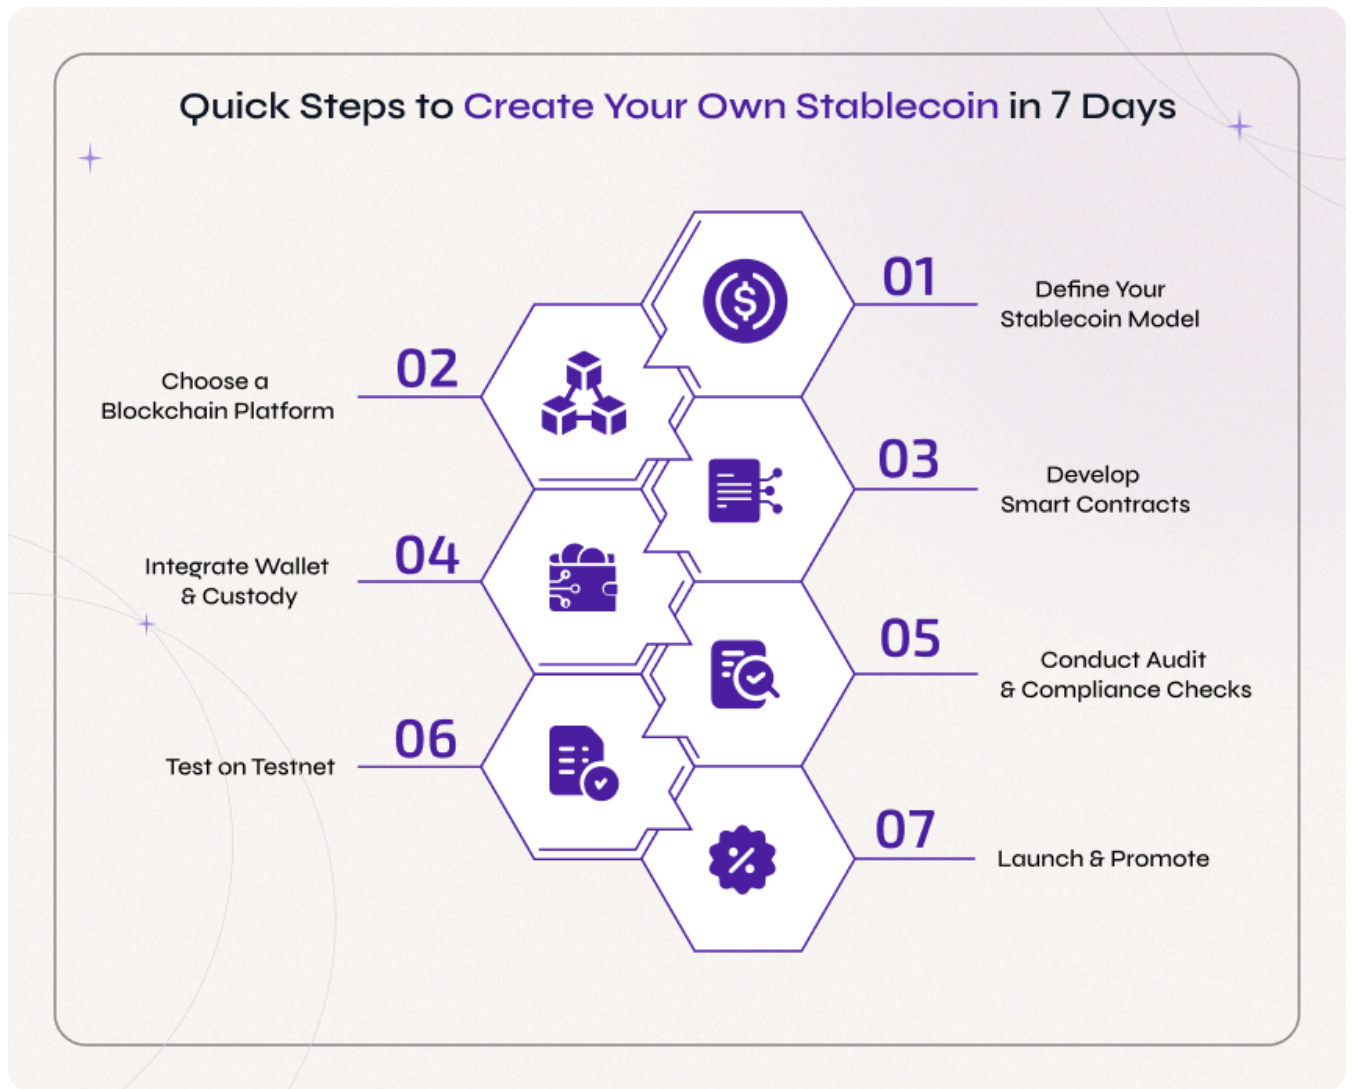 Quick Steps to Create Your Own Stablecoin in 7 Days
01
Define Your
Stablecoin Model
02
Choose a
Blockchain Platform
03
Develop
Smart Contracts
04
Integrate Wallet
& Custody
05
Conduct Audit
& Compliance Checks
06
Test on Testnet
07
Launch & Promote